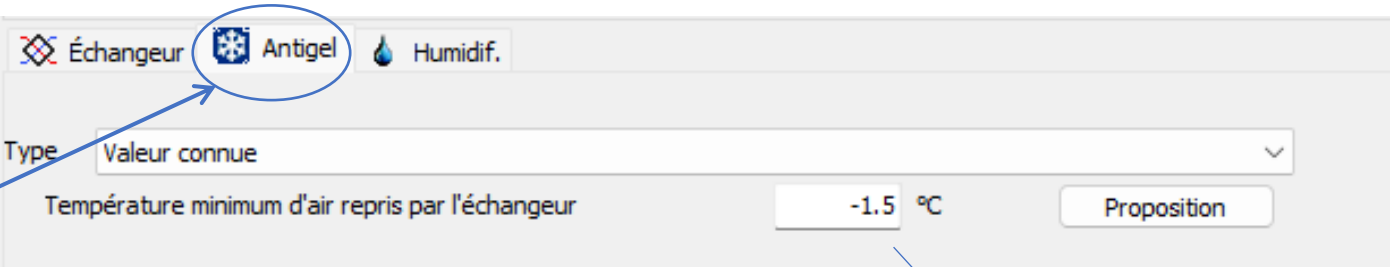 Échangeur Antigel Humidif.
Type Valeur connue
Température minimum d'air repris par l'échangeur -1.5 °C Proposition